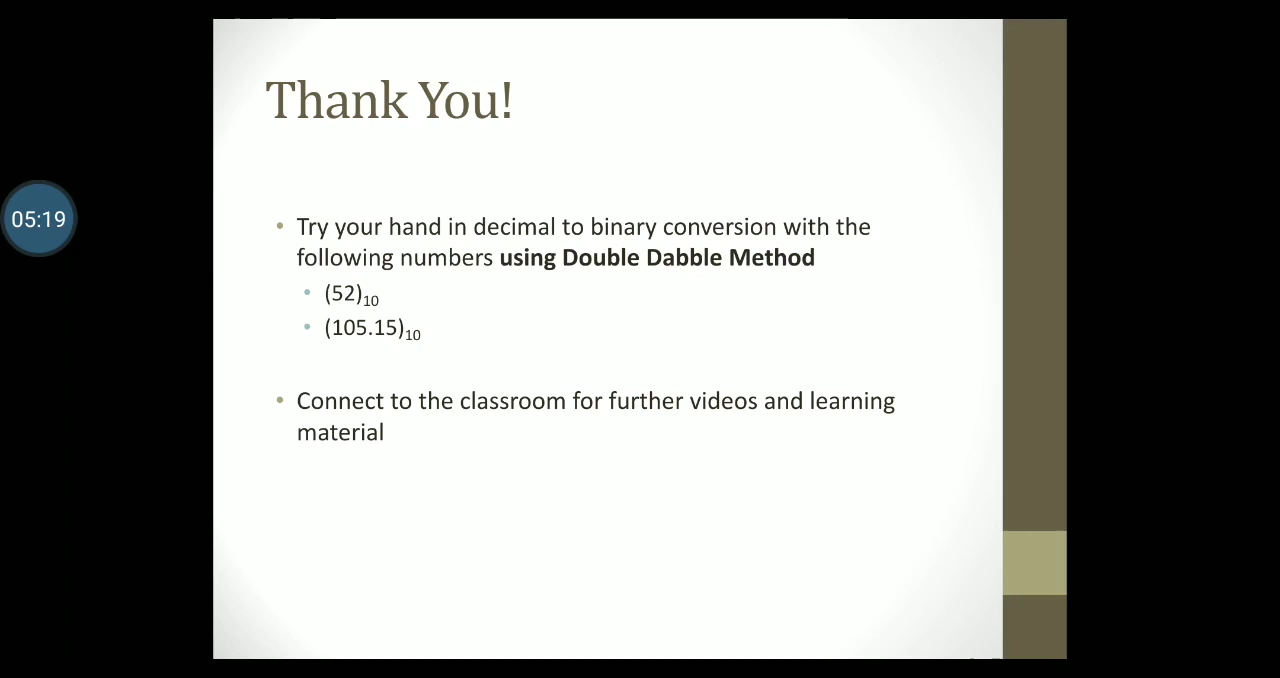 Thank You!
05:19
• Try your hand in decimal to binary conversion with the
following numbers using Double Dabble Method
• (52)₁₀
• (105.15)₁₀
• Connect to the classroom for further videos and learning
material